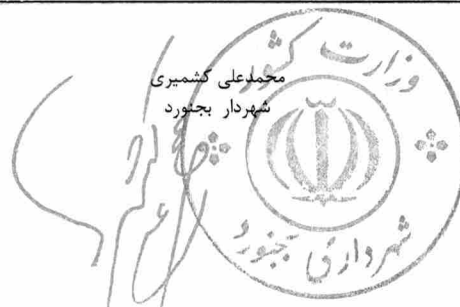 وزارت کشور
محمدعلی کشمیری
شهردار بجنورد
شهرداری بجنورد